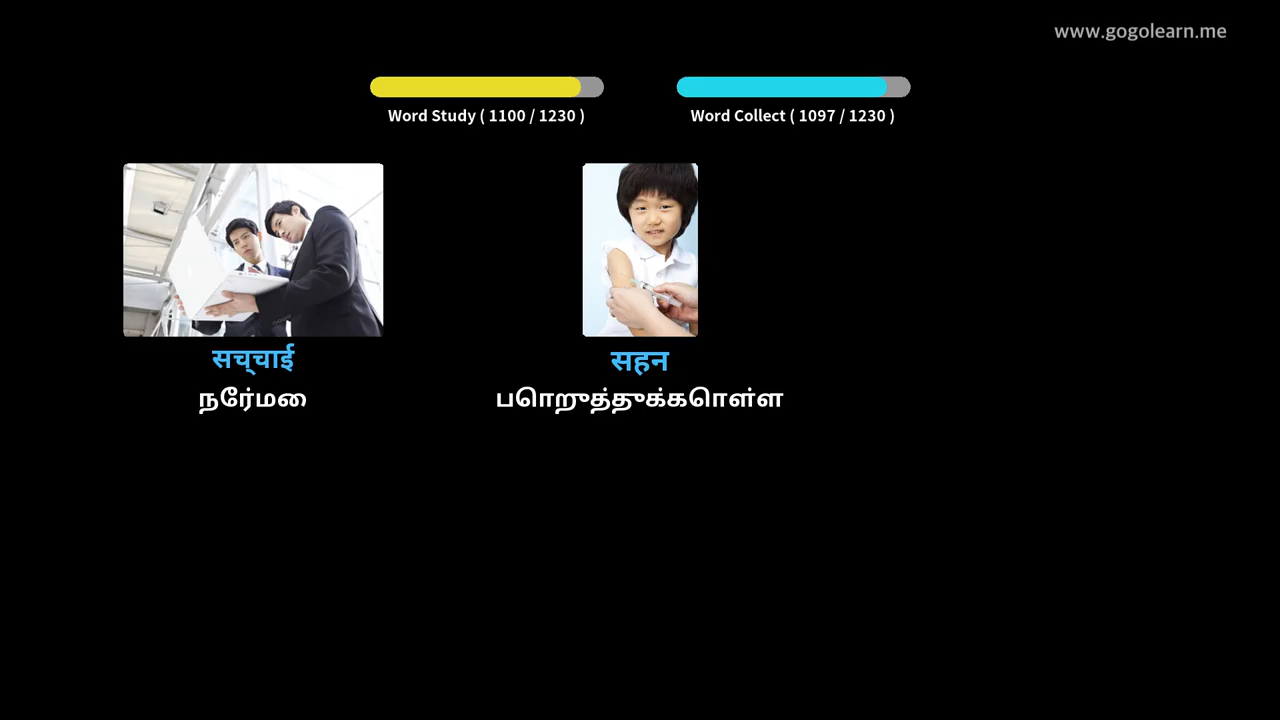 www.gogolearn.me
Word Study ( 1100 / 1230 )
Word Collect ( 1097 / 1230 )
सच्चाई
நேர்மை
सहन
பொறுத்துக்கொள்ள